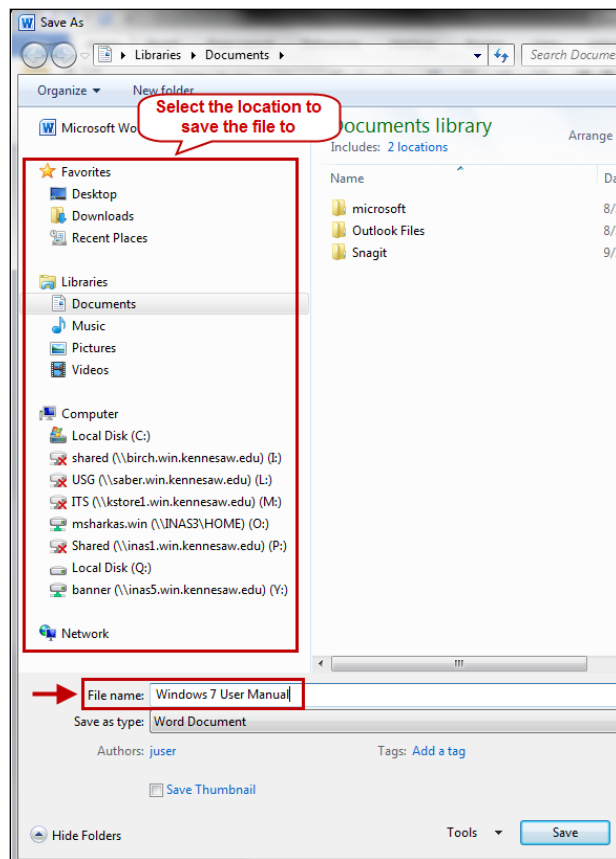 Save As
Libraries Documents
Search Docume
Organize New folder
Select the location to
save the file to
Microsoft Wo
Documents library
Includes: 2 locations
Arrange
Favorites
Desktop
Downloads
Recent Places
Libraries
Documents
Music
Pictures
Videos
Computer
Local Disk (C:)
shared (\\birch.win.kennesaw.edu) (I:)
USG (\\saber.win.kennesaw.edu) (L:)
ITS (\\kstore1.win.kennesaw.edu) (M:)
msharkas.win (\\INAS3\HOME) (O:)
Shared (\\inas1.win.kennesaw.edu) (P:)
Local Disk (Q:)
banner (\\inas5.win.kennesaw.edu) (Y:)
Network
Name Da
microsoft 8/
Outlook Files 8/
Snagit 9/
File name: Windows 7 User Manual
Save as type: Word Document
Authors: juser Tags: Add a tag
Save Thumbnail
Hide Folders Tools Save